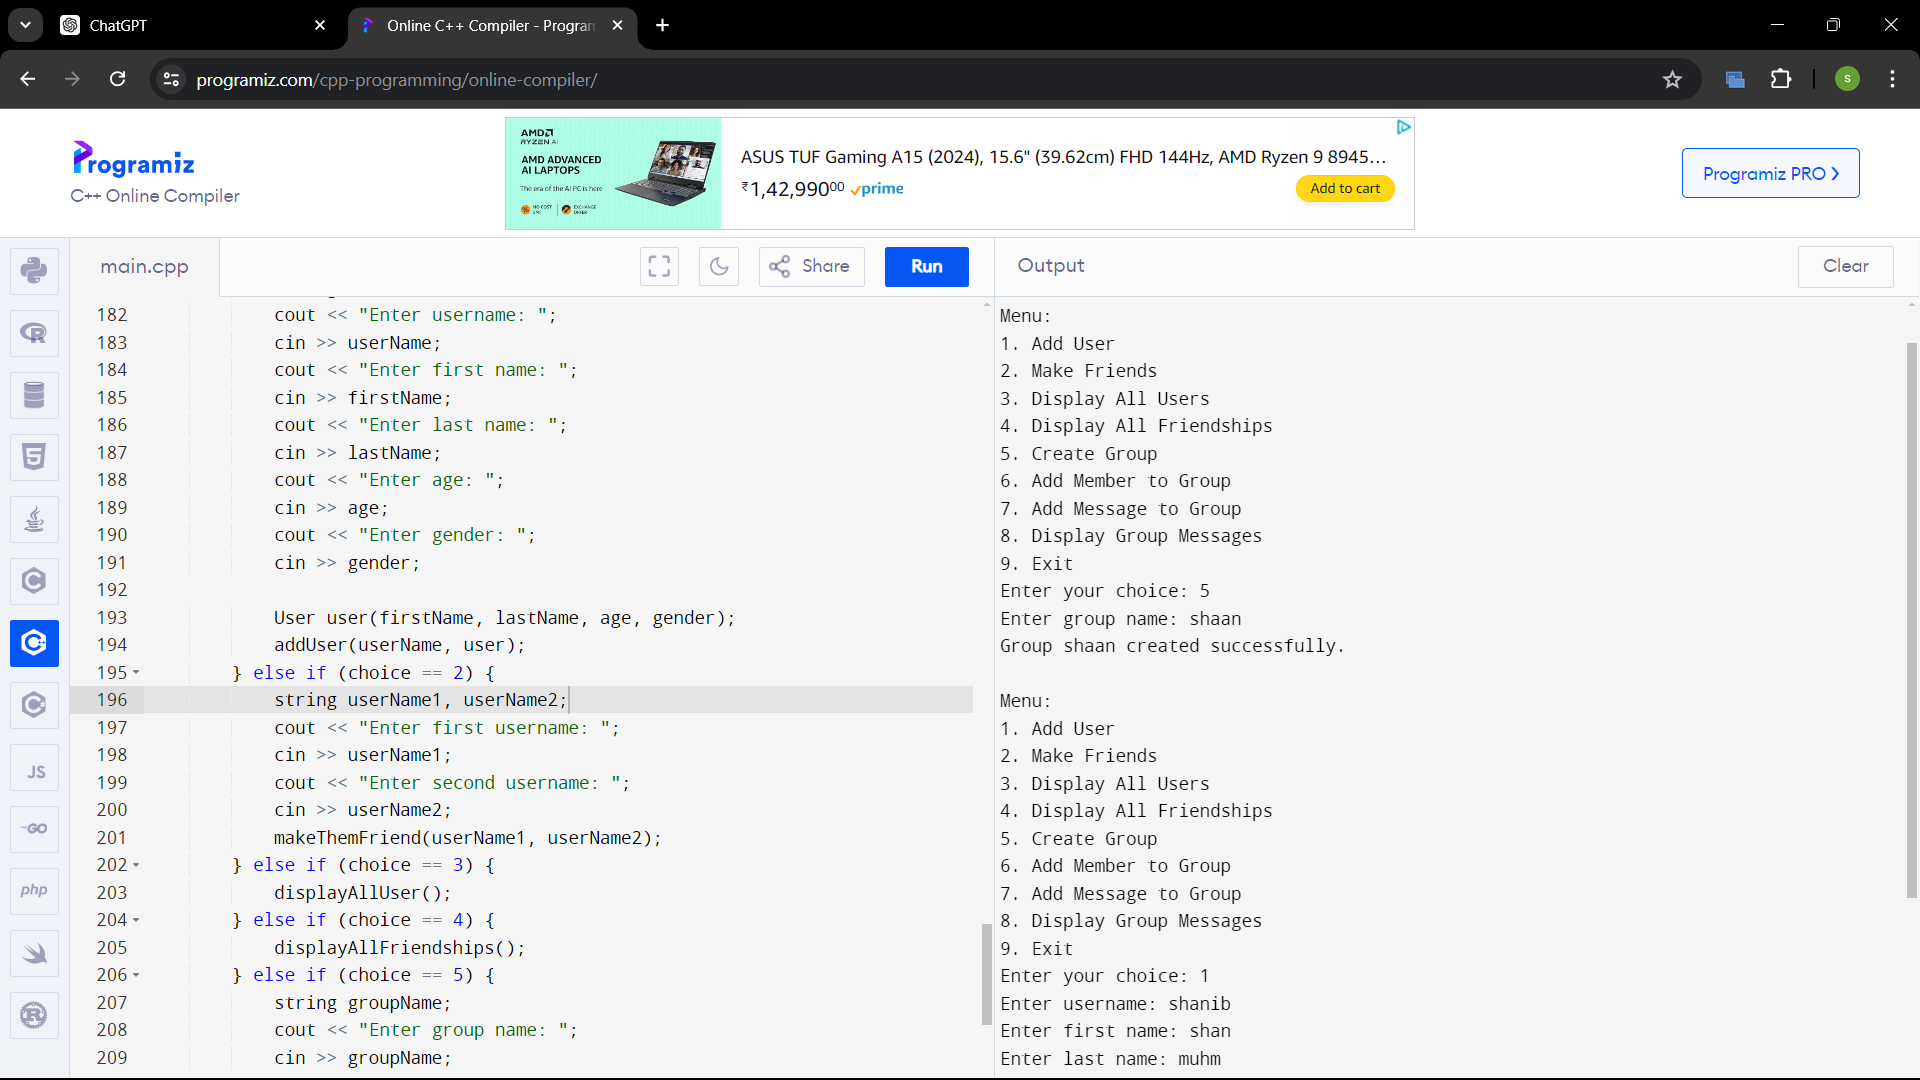 ChatGPT
Online C++ Compiler - Program
programiz.com/cpp-programming/online-compiler/
S
Programiz
C++ Online Compiler
AMD
RYZEN AI
AMD ADVANCED
AI LAPTOPS
The era of the AI PC is here
NO COST
EMI
EXCHANGE
OFFER
ASUS TUF Gaming A15 (2024), 15.6" (39.62cm) FHD 144Hz, AMD Ryzen 9 8945...
₹1,42,990.00 prime
Add to cart
Programiz PRO
main.cpp
Share
Run
Output
Clear
JS
GO
php
182 cout << "Enter username: ";
183 cin >> userName;
184 cout << "Enter first name: ";
185 cin >> firstName;
186 cout << "Enter last name: ";
187 cin >> lastName;
188 cout << "Enter age: ";
189 cin >> age;
190 cout << "Enter gender: ";
191 cin >> gender;
192
193 User user(firstName, lastName, age, gender);
194 addUser(userName, user);
195 } else if (choice == 2) {
196 string userName1, userName2;
197 cout << "Enter first username: ";
198 cin >> userName1;
199 cout << "Enter second username: ";
200 cin >> userName2;
201 makeThemFriend(userName1, userName2);
202 } else if (choice == 3) {
203 displayAllUser();
204 } else if (choice == 4) {
205 displayAllFriendships();
206 } else if (choice == 5) {
207 string groupName;
208 cout << "Enter group name: ";
209 cin >> groupName;
Menu:
1. Add User
2. Make Friends
3. Display All Users
4. Display All Friendships
5. Create Group
6. Add Member to Group
7. Add Message to Group
8. Display Group Messages
9. Exit
Enter your choice: 5
Enter group name: shaan
Group shaan created successfully.
Menu:
1. Add User
2. Make Friends
3. Display All Users
4. Display All Friendships
5. Create Group
6. Add Member to Group
7. Add Message to Group
8. Display Group Messages
9. Exit
Enter your choice: 1
Enter username: shanib
Enter first name: shan
Enter last name: muhm